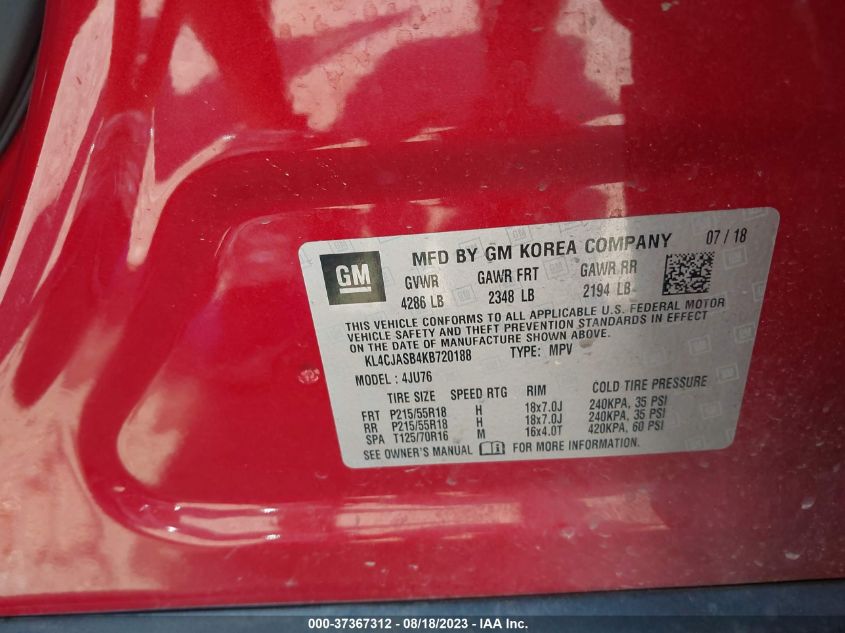 GM
MFD BY GM KOREA COMPANY 07 / 18
GVWR GAWR FRT GAWR RR
4286 LB 2348 LB 2194 LB
THIS VEHICLE CONFORMS TO ALL APPLICABLE U.S. FEDERAL MOTOR
VEHICLE SAFETY AND THEFT PREVENTION STANDARDS IN EFFECT
ON THE DATE OF MANUFACTURE SHOWN ABOVE.
KL4CJASB4KB720188 TYPE: MPV
MODEL : 4JU76
TIRE SIZE SPEED RTG RIM COLD TIRE PRESSURE
FRT P215/55R18 H 18x7.0J 240KPA, 35 PSI
RR P215/55R18 H 18x7.0J 240KPA, 35 PSI
SPA T125/70R16 M 16x4.0T 420KPA, 60 PSI
SEE OWNER'S MANUAL FOR MORE INFORMATION.
000-37367312 - 08/18/2023 - IAA Inc.